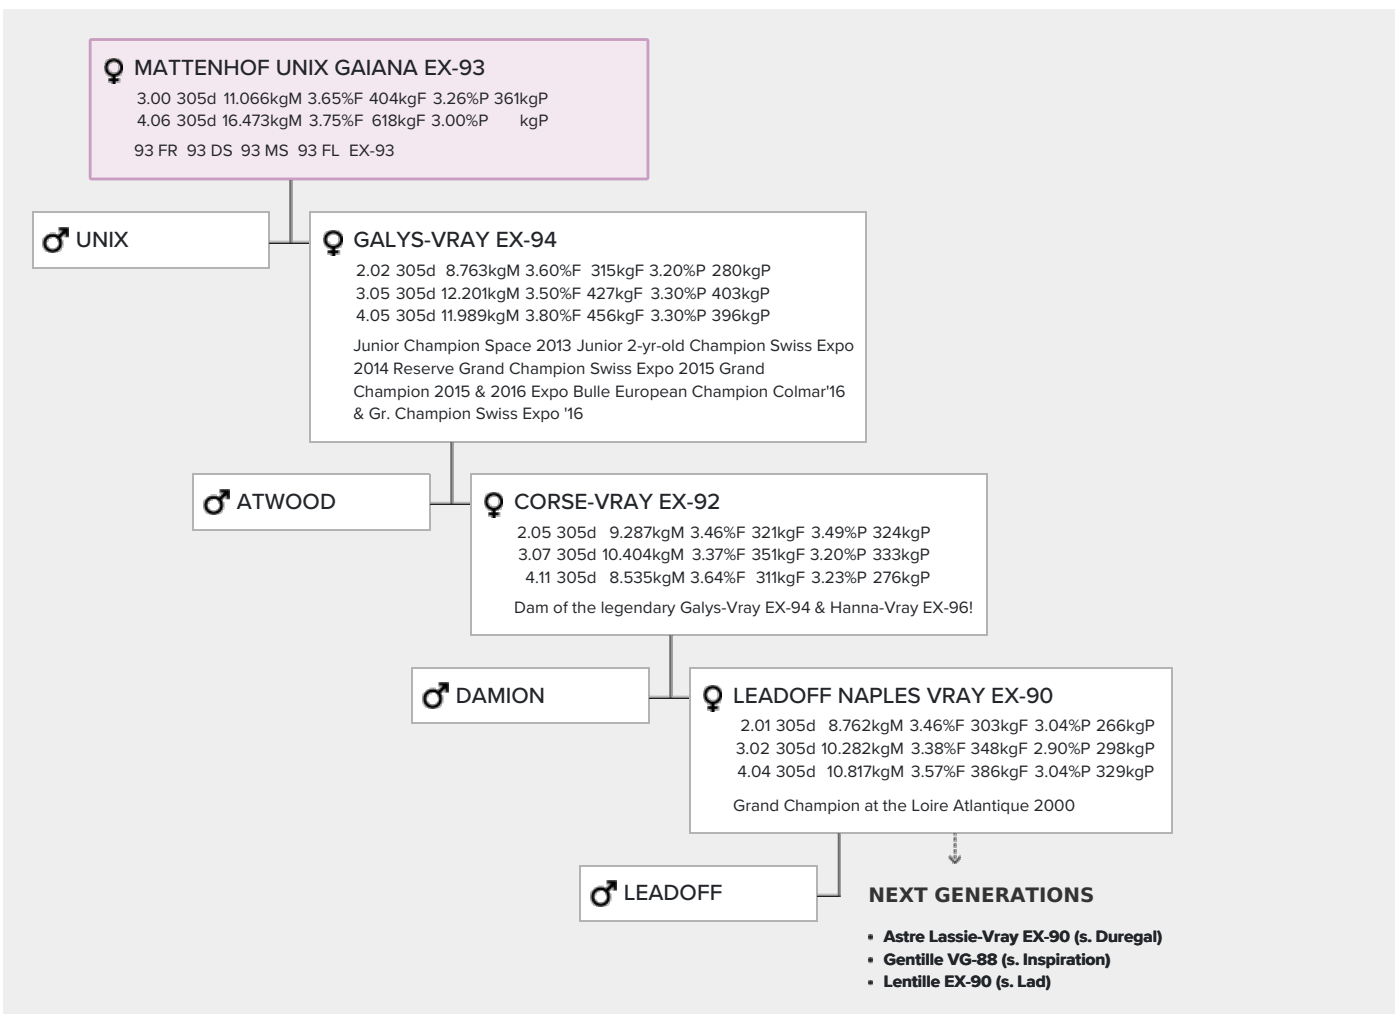 MATTENHOF UNIX GAIANA EX-93
3.00 305d 11.066kgM 3.65%F 404kgF 3.26%P 361kgP
4.06 305d 16.473kgM 3.75%F 618kgF 3.00%P kgP
93 FR 93 DS 93 MS 93 FL EX-93
UNIX
GALYS-VRAY EX-94
2.02 305d 8.763kgM 3.60%F 315kgF 3.20%P 280kgP
3.05 305d 12.201kgM 3.50%F 427kgF 3.30%P 403kgP
4.05 305d 11.989kgM 3.80%F 456kgF 3.30%P 396kgP
Junior Champion Space 2013 Junior 2-yr-old Champion Swiss Expo
2014 Reserve Grand Champion Swiss Expo 2015 Grand
Champion 2015 & 2016 Expo Bulle European Champion Colmar'16
& Gr. Champion Swiss Expo '16
ATWOOD
CORSE-VRAY EX-92
2.05 305d 9.287kgM 3.46%F 321kgF 3.49%P 324kgP
3.07 305d 10.404kgM 3.37%F 351kgF 3.20%P 333kgP
4.11 305d 8.535kgM 3.64%F 311kgF 3.23%P 276kgP
Dam of the legendary Galys-Vray EX-94 & Hanna-Vray EX-96!
DAMION
LEADOFF NAPLES VRAY EX-90
2.01 305d 8.762kgM 3.46%F 303kgF 3.04%P 266kgP
3.02 305d 10.282kgM 3.38%F 348kgF 2.90%P 298kgP
4.04 305d 10.817kgM 3.57%F 386kgF 3.04%P 329kgP
Grand Champion at the Loire Atlantique 2000
LEADOFF
NEXT GENERATIONS
• Astre Lassie-Vray EX-90 (s. Duregal)
• Gentille VG-88 (s. Inspiration)
• Lentille EX-90 (s. Lad)